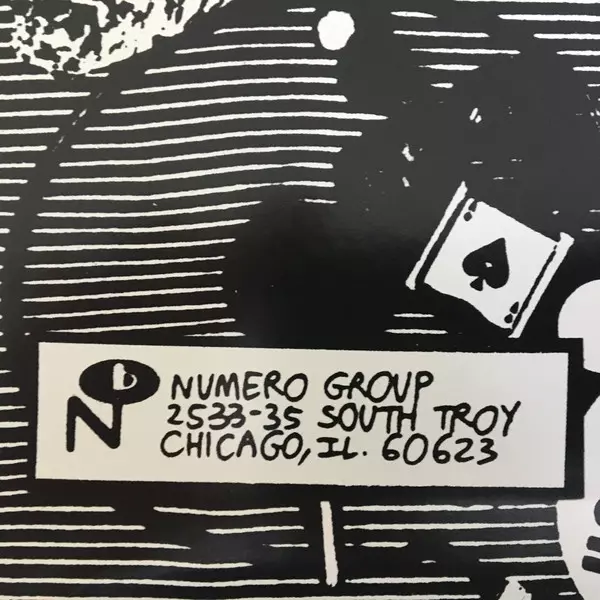 NUMERO GROUP
2533-35 SOUTH TROY
CHICAGO, IL. 60623